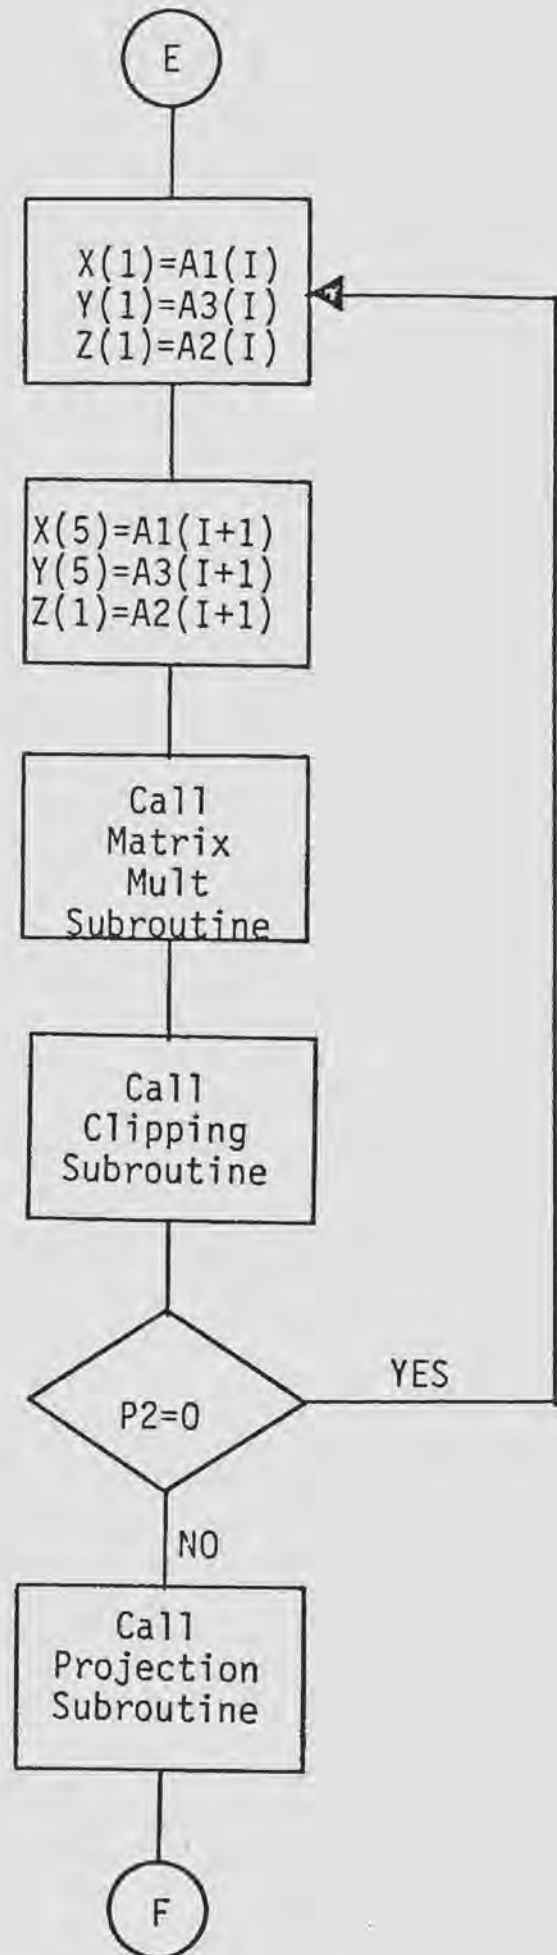 E
X(1)=A1(I)
Y(1)=A3(I)
Z(1)=A2(I)
X(5)=A1(I+1)
Y(5)=A3(I+1)
Z(1)=A2(I+1)
Call
Matrix
Mult
Subroutine
Call
Clipping
Subroutine
P2=0
YES
NO
Call
Projection
Subroutine
F